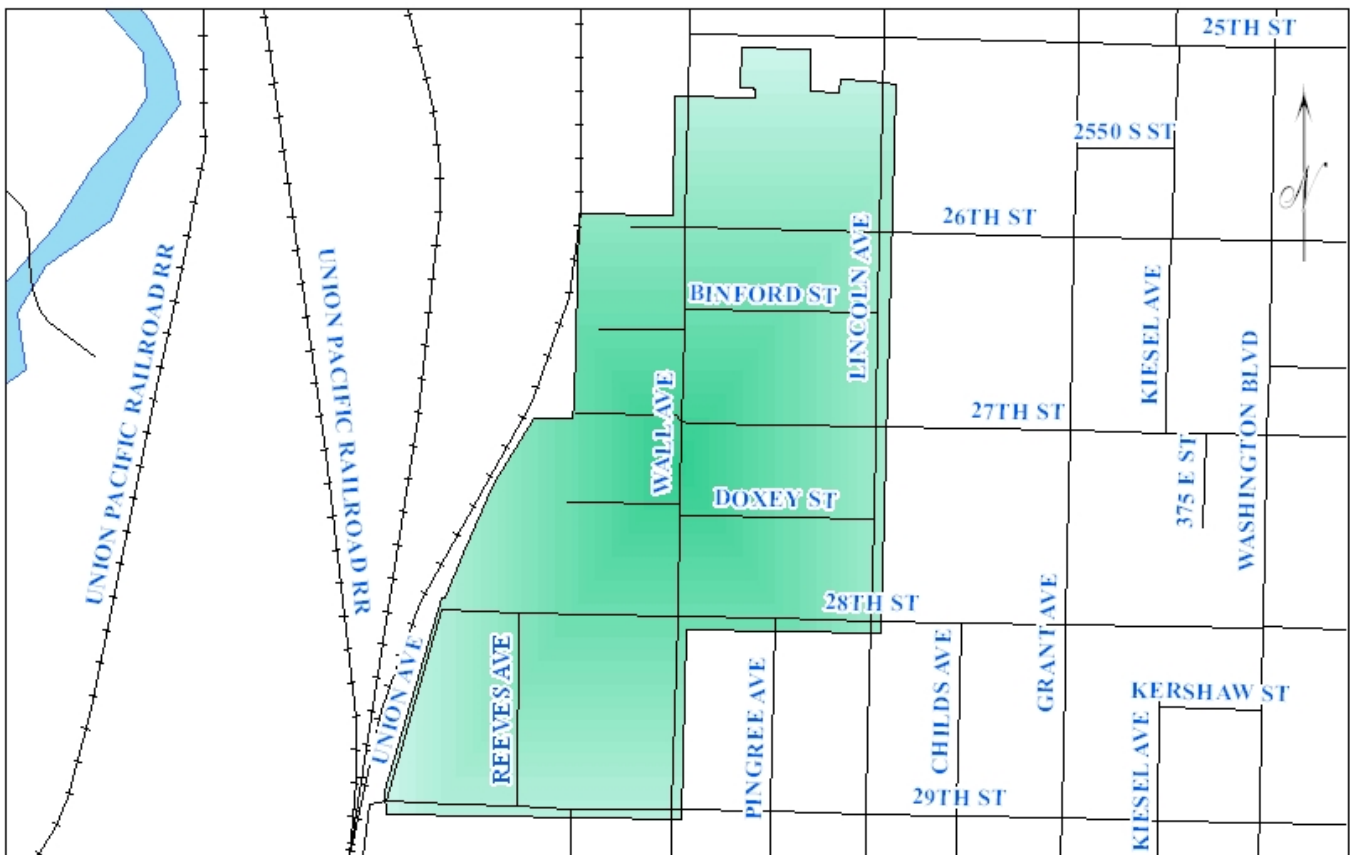 25TH ST
2550 S ST
N
26TH ST
UNION PACIFIC RAILROAD RR
UNION PACIFIC RAILROAD RR
LINCOLN AVE
BINFORD ST
KIESEL AVE
WASHINGTON BLVD
WALL AVE
27TH ST
375 E ST
DOXEY ST
28TH ST
GRANT AVE
UNION AVE
REEVES AVE
PINGREE AVE
CHILDS AVE
KERSHAW ST
KIESEL AVE
29TH ST